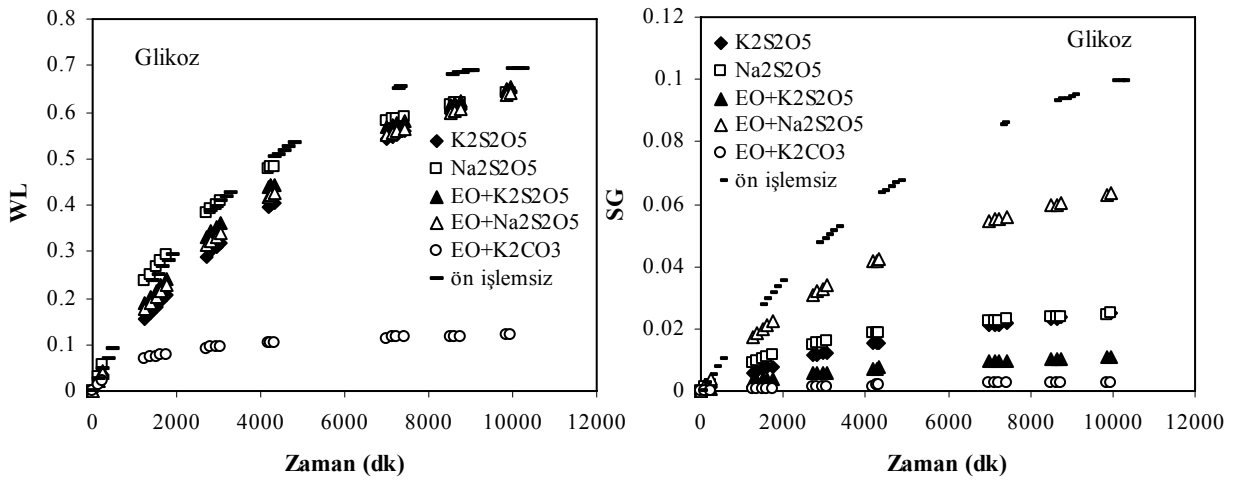 Glikoz
WL
0.8
0.7
0.6
0.5
0.4
0.3
0.2
0.1
0
K2S2O5
Na2S2O5
EO+K2S2O5
EO+Na2S2O5
EO+K2CO3
ön işlemsiz
0 2000 4000 6000 8000 10000 12000
Zaman (dk)
Glikoz
SG
0.12
0.1
0.08
0.06
0.04
0.02
0
K2S2O5
Na2S2O5
EO+K2S2O5
EO+Na2S2O5
EO+K2CO3
ön işlemsiz
0 2000 4000 6000 8000 10000 12000
Zaman (dk)